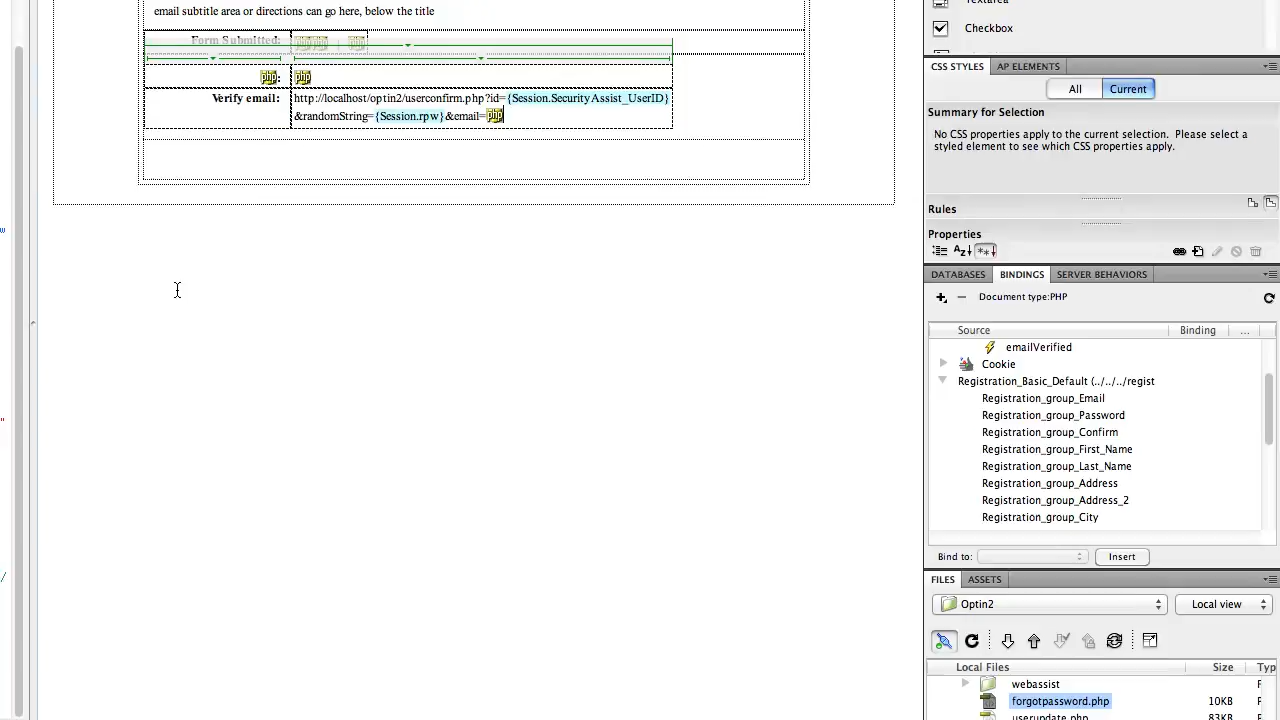 email subtitle area or directions can go here, below the title
Textarea
Checkbox
Form Submitted:
CSS STYLES AP ELEMENTS
All Current
php: php
Summary for Selection
Verify email: http://localhost/optin2/userconfirm.php?id={Session.SecurityAssist_UserID}
&randomString={Session.rpw}&email=php
No CSS properties apply to the current selection. Please select a
styled element to see which CSS properties apply.
Rules
Properties
DATABASES BINDINGS SERVER BEHAVIORS
Document type:PHP
Source Binding ...
emailVerified
Cookie
Registration_Basic_Default (../../../regist
Registration_group_Email
Registration_group_Password
Registration_group_Confirm
Registration_group_First_Name
Registration_group_Last_Name
Registration_group_Address
Registration_group_Address_2
Registration_group_City
Bind to: Insert
FILES ASSETS
Optin2 Local view
Local Files Size Typ
webassist F
forgotpassword.php 10KB F
userupdate.php 83KB F